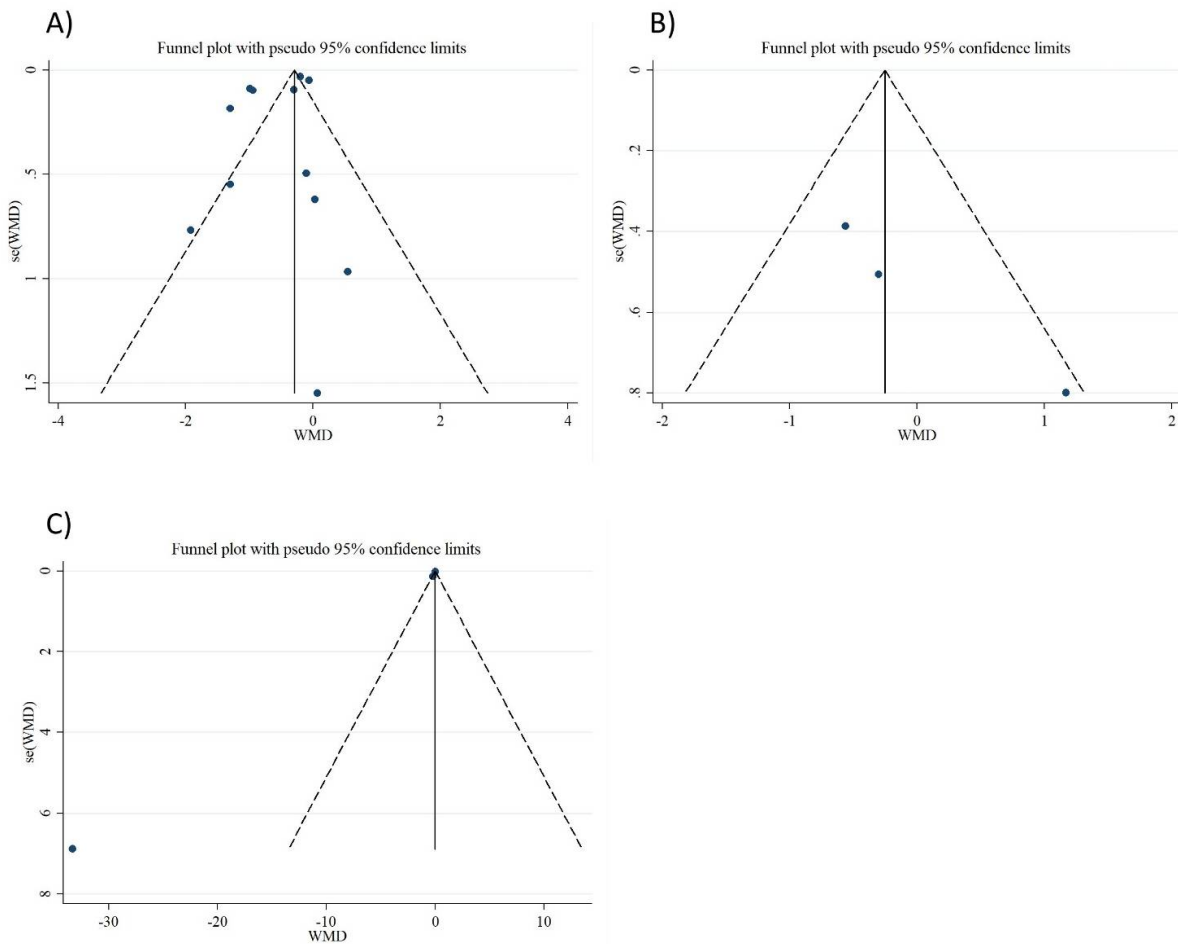 A)
Funnel plot with pseudo 95% confidence limits
se(WMD)
0
.5
1
1.5
-4
-2
0
2
4
WMD
B)
Funnel plot with pseudo 95% confidence limits
se(WMD)
0
.2
.4
.6
.8
-2
-1
0
1
2
WMD
C)
Funnel plot with pseudo 95% confidence limits
se(WMD)
0
2
4
6
8
-30
-20
-10
0
10
WMD